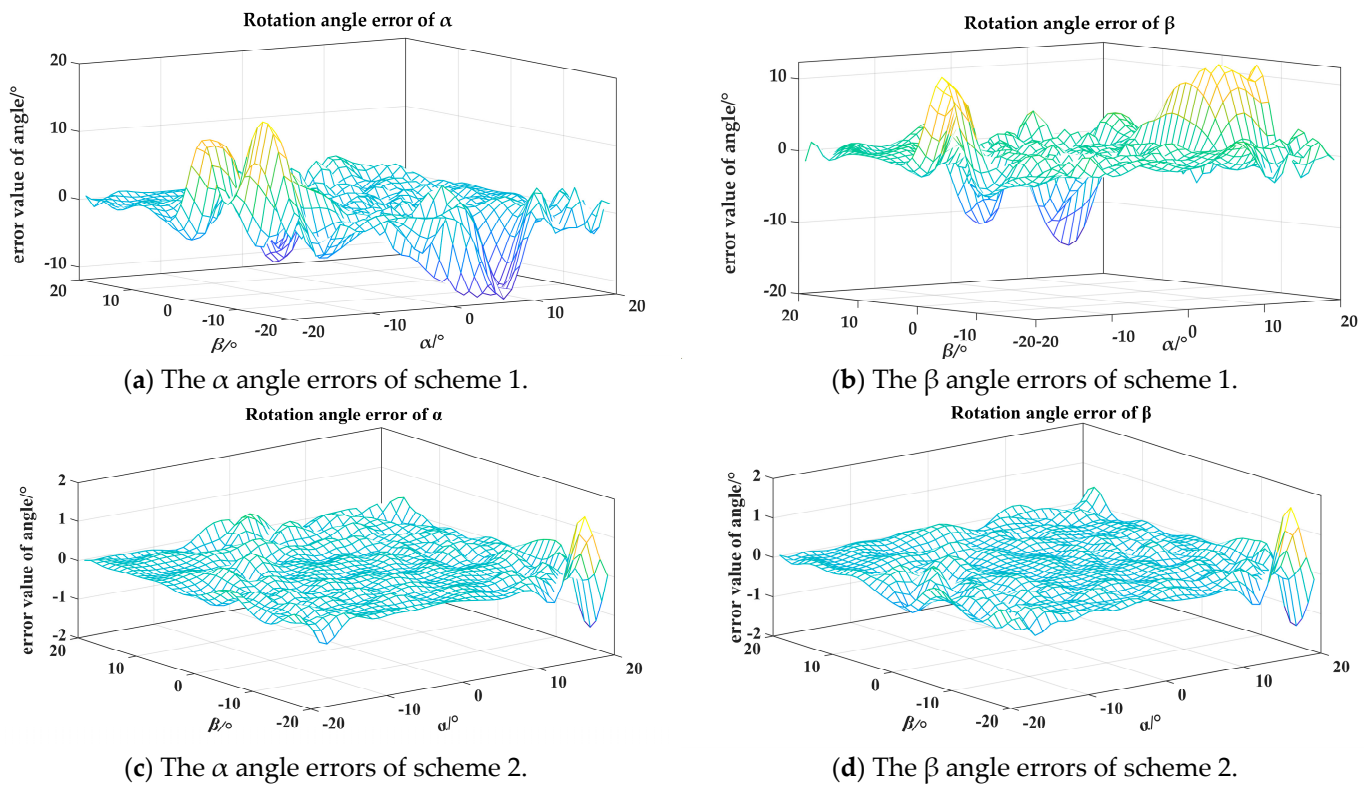 Rotation angle error of α
error value of angle/°
20
10
0
-10
20
10
0
-10
-20
-20
-10
0
10
20
β/°
α/°
(a) The α angle errors of scheme 1.
Rotation angle error of β
error value of angle/°
10
0
-10
-20
20
10
0
-10
-20
-20
-10
0
10
20
β/°
α/°
(b) The β angle errors of scheme 1.
Rotation angle error of α
error value of angle/°
2
1
0
-1
-2
20
10
0
-10
-20
-20
-10
0
10
20
β/°
α/°
(c) The α angle errors of scheme 2.
Rotation angle error of β
error value of angle/°
2
1
0
-1
-2
20
10
0
-10
-20
-20
-10
0
10
20
β/°
α/°
(d) The β angle errors of scheme 2.